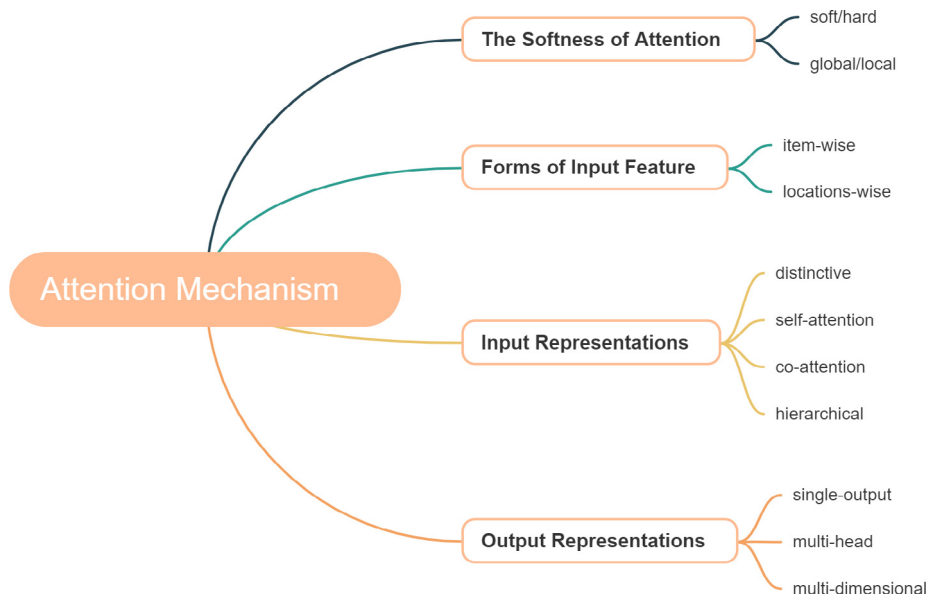 Attention Mechanism
The Softness of Attention
soft/hard
global/local
Forms of Input Feature
item-wise
locations-wise
Input Representations
distinctive
self-attention
co-attention
hierarchical
Output Representations
single-output
multi-head
multi-dimensional